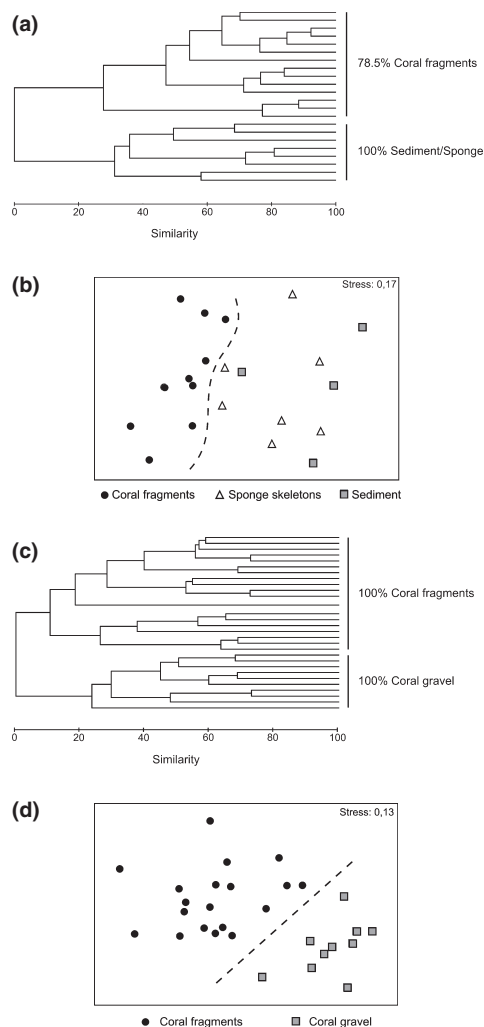 (a)
78.5% Coral fragments
100% Sediment/Sponge
0 20 40 60 80 100
Similarity
(b)
Stress: 0,17
Coral fragments Sponge skeletons Sediment
(c)
100% Coral fragments
100% Coral gravel
0 20 40 60 80 100
Similarity
(d)
Stress: 0,13
Coral fragments Coral gravel